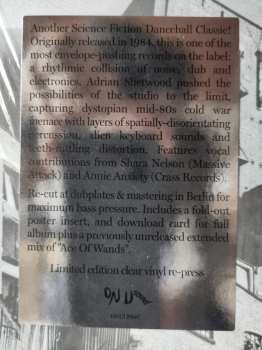 Another Science Fiction Dancehall Classic!
Originally released in 1984, this is one of the
most envelope-pushing records on the label:
a rhythmic collision of noise, dub and
electronics. Adrian Sherwood pushed the
possibilities of the studio to the limit,
capturing dystopian mid-80s cold war
menace with layers of spatially-disorientating
percussion, alien keyboard sounds and
teeth-rattling distortion. Features vocal
contributions from Shara Nelson (Massive
Attack) and Annie Anxiety (Crass Records).
Re-cut at dubplates & mastering in Berlin for
maximum bass pressure. Includes a fold-out
poster insert, and download card for full
album plus a previously unreleased extended
mix of "Ace Of Wands".
Limited edition clear vinyl re-press
ON U